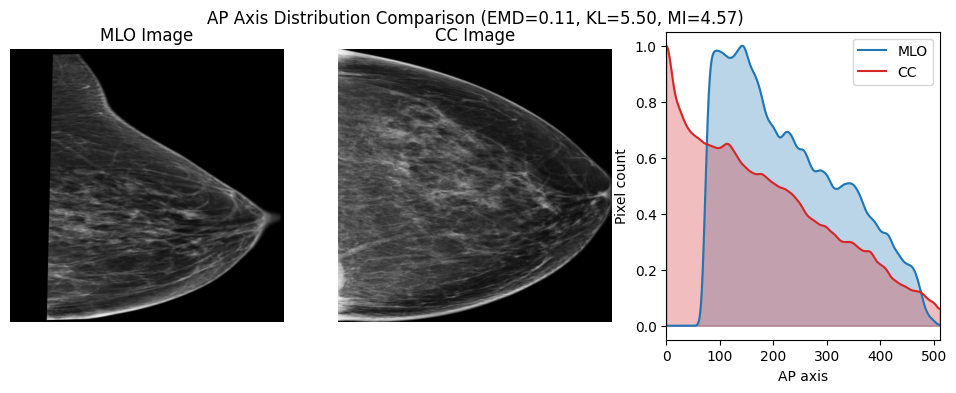 AP Axis Distribution Comparison (EMD=0.11, KL=5.50, MI=4.57)
MLO Image
CC Image
MLO
CC
1.0
0.8
0.6
0.4
0.2
0.0
Pixel count
0 100 200 300 400 500
AP axis